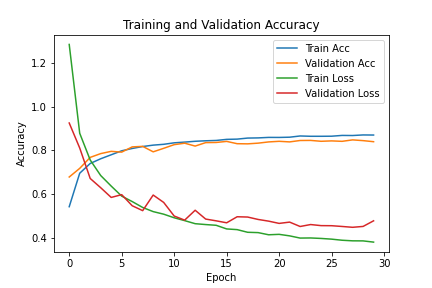 Training and Validation Accuracy
Train Acc
Validation Acc
Train Loss
Validation Loss
Accuracy
1.2
1.0
0.8
0.6
0.4
0 5 10 15 20 25 30
Epoch